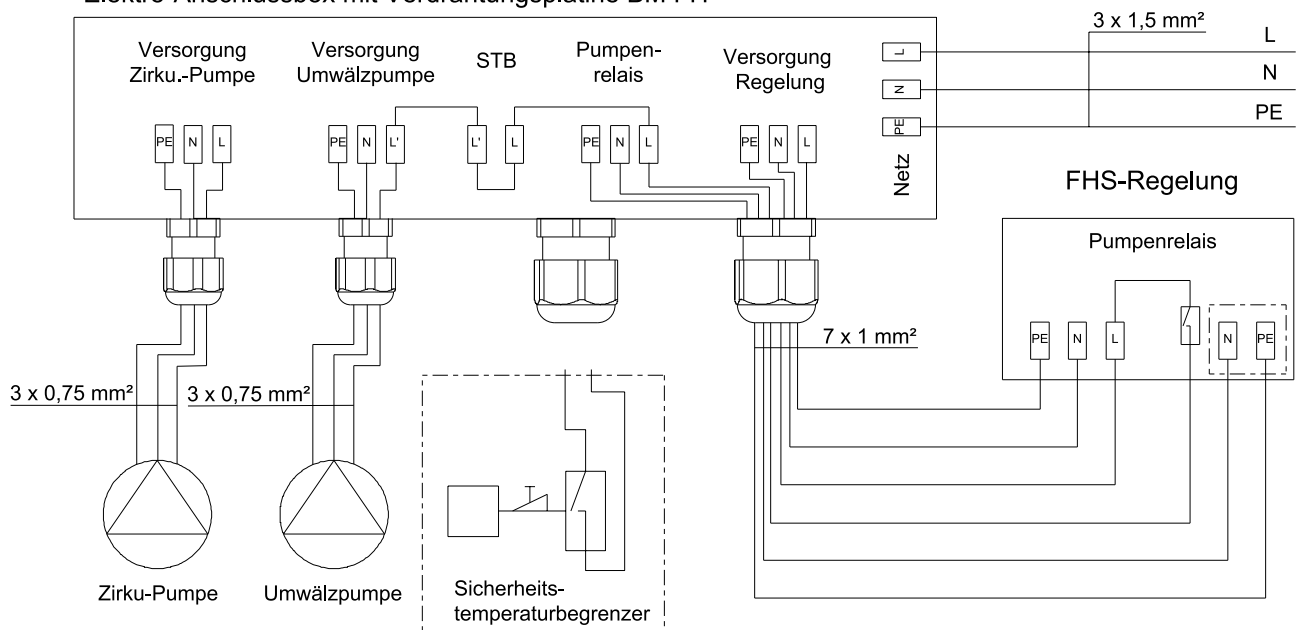 Versorgung
Zirku.-Pumpe
Versorgung
Umwälzpumpe
STB
Pumpen-
relais
Versorgung
Regelung
3 x 1,5 mm²
L
N
PE
L
N
PE
Netz
PE N L
PE N L'
L' L
PE N L
PE N L
FHS-Regelung
Pumpenrelais
PE N L N PE
7 x 1 mm²
3 x 0,75 mm²
3 x 0,75 mm²
Zirku-Pumpe
Umwälzpumpe
Sicherheits-
temperaturbegrenzer